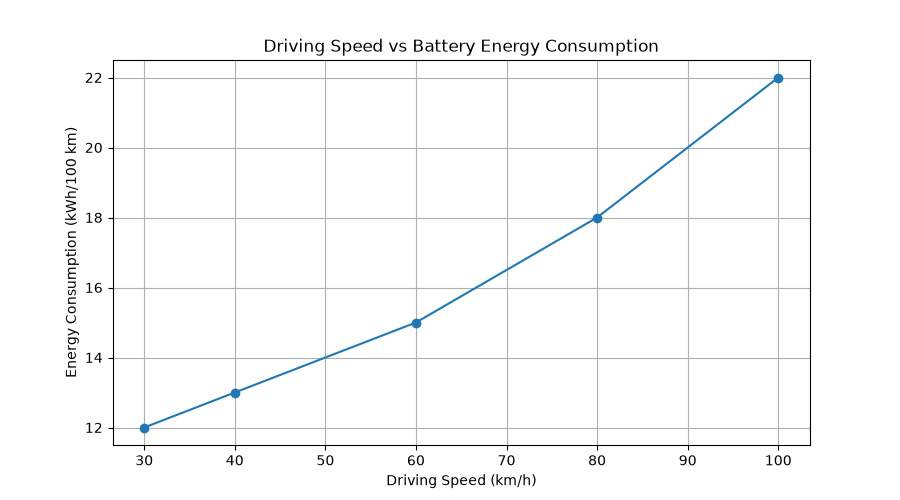 Driving Speed vs Battery Energy Consumption
Energy Consumption (kWh/100 km)
22
20
18
16
14
12
30 40 50 60 70 80 90 100
Driving Speed (km/h)